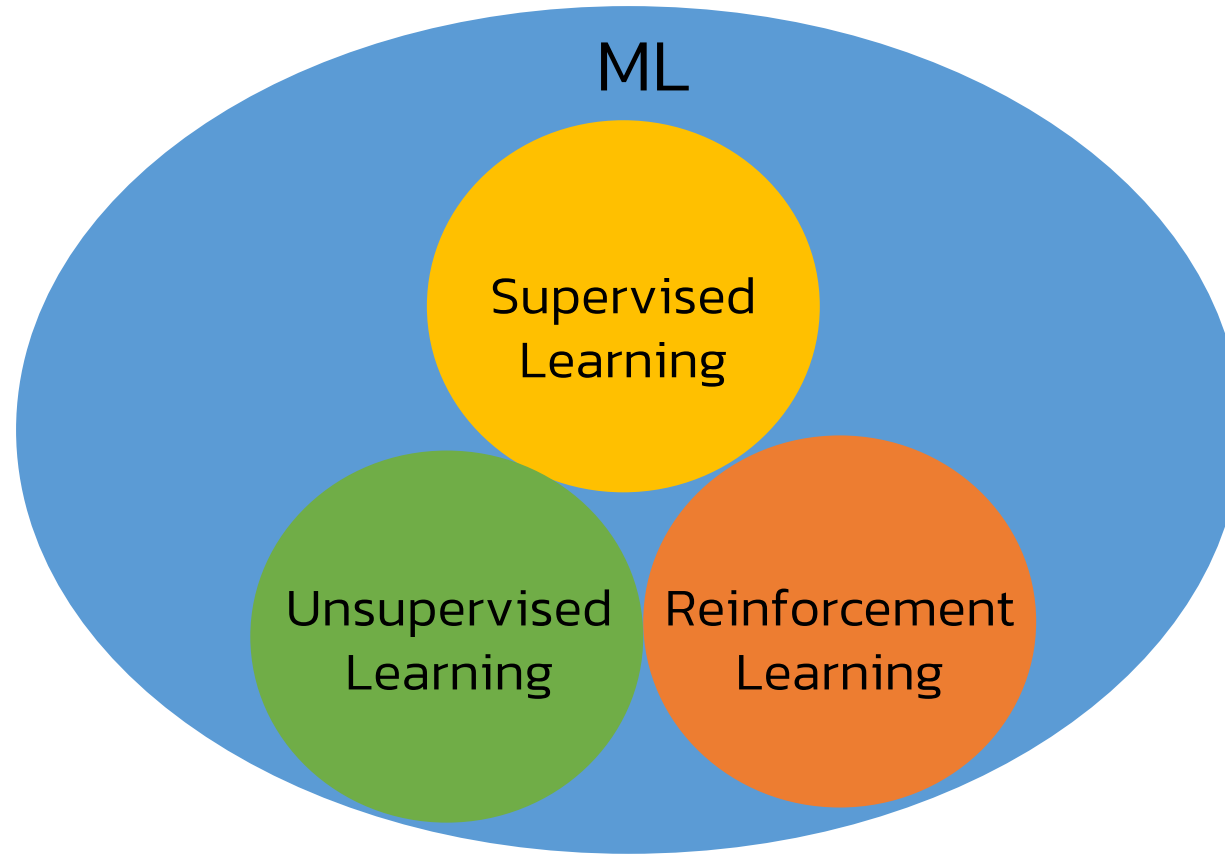 ML
Supervised
Learning
Unsupervised
Learning
Reinforcement
Learning